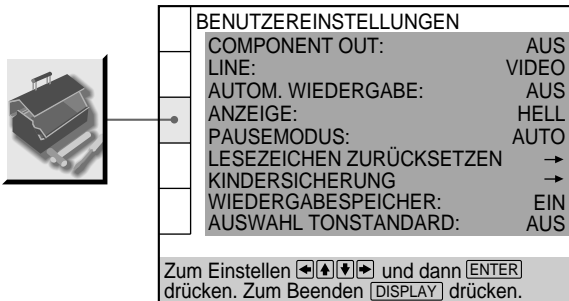 BENUTZEREINSTELLUNGEN
COMPONENT OUT: AUS
LINE: VIDEO
AUTOM. WIEDERGABE: AUS
ANZEIGE: HELL
PAUSEMODUS: AUTO
LESEZEICHEN ZURÜCKSETZEN →
KINDERSICHERUNG →
WIEDERGABESPEICHER: EIN
AUSWAHL TONSTANDARD: AUS
Zum Einstellen ←↑↓→ und dann ENTER
drücken. Zum Beenden DISPLAY drücken.